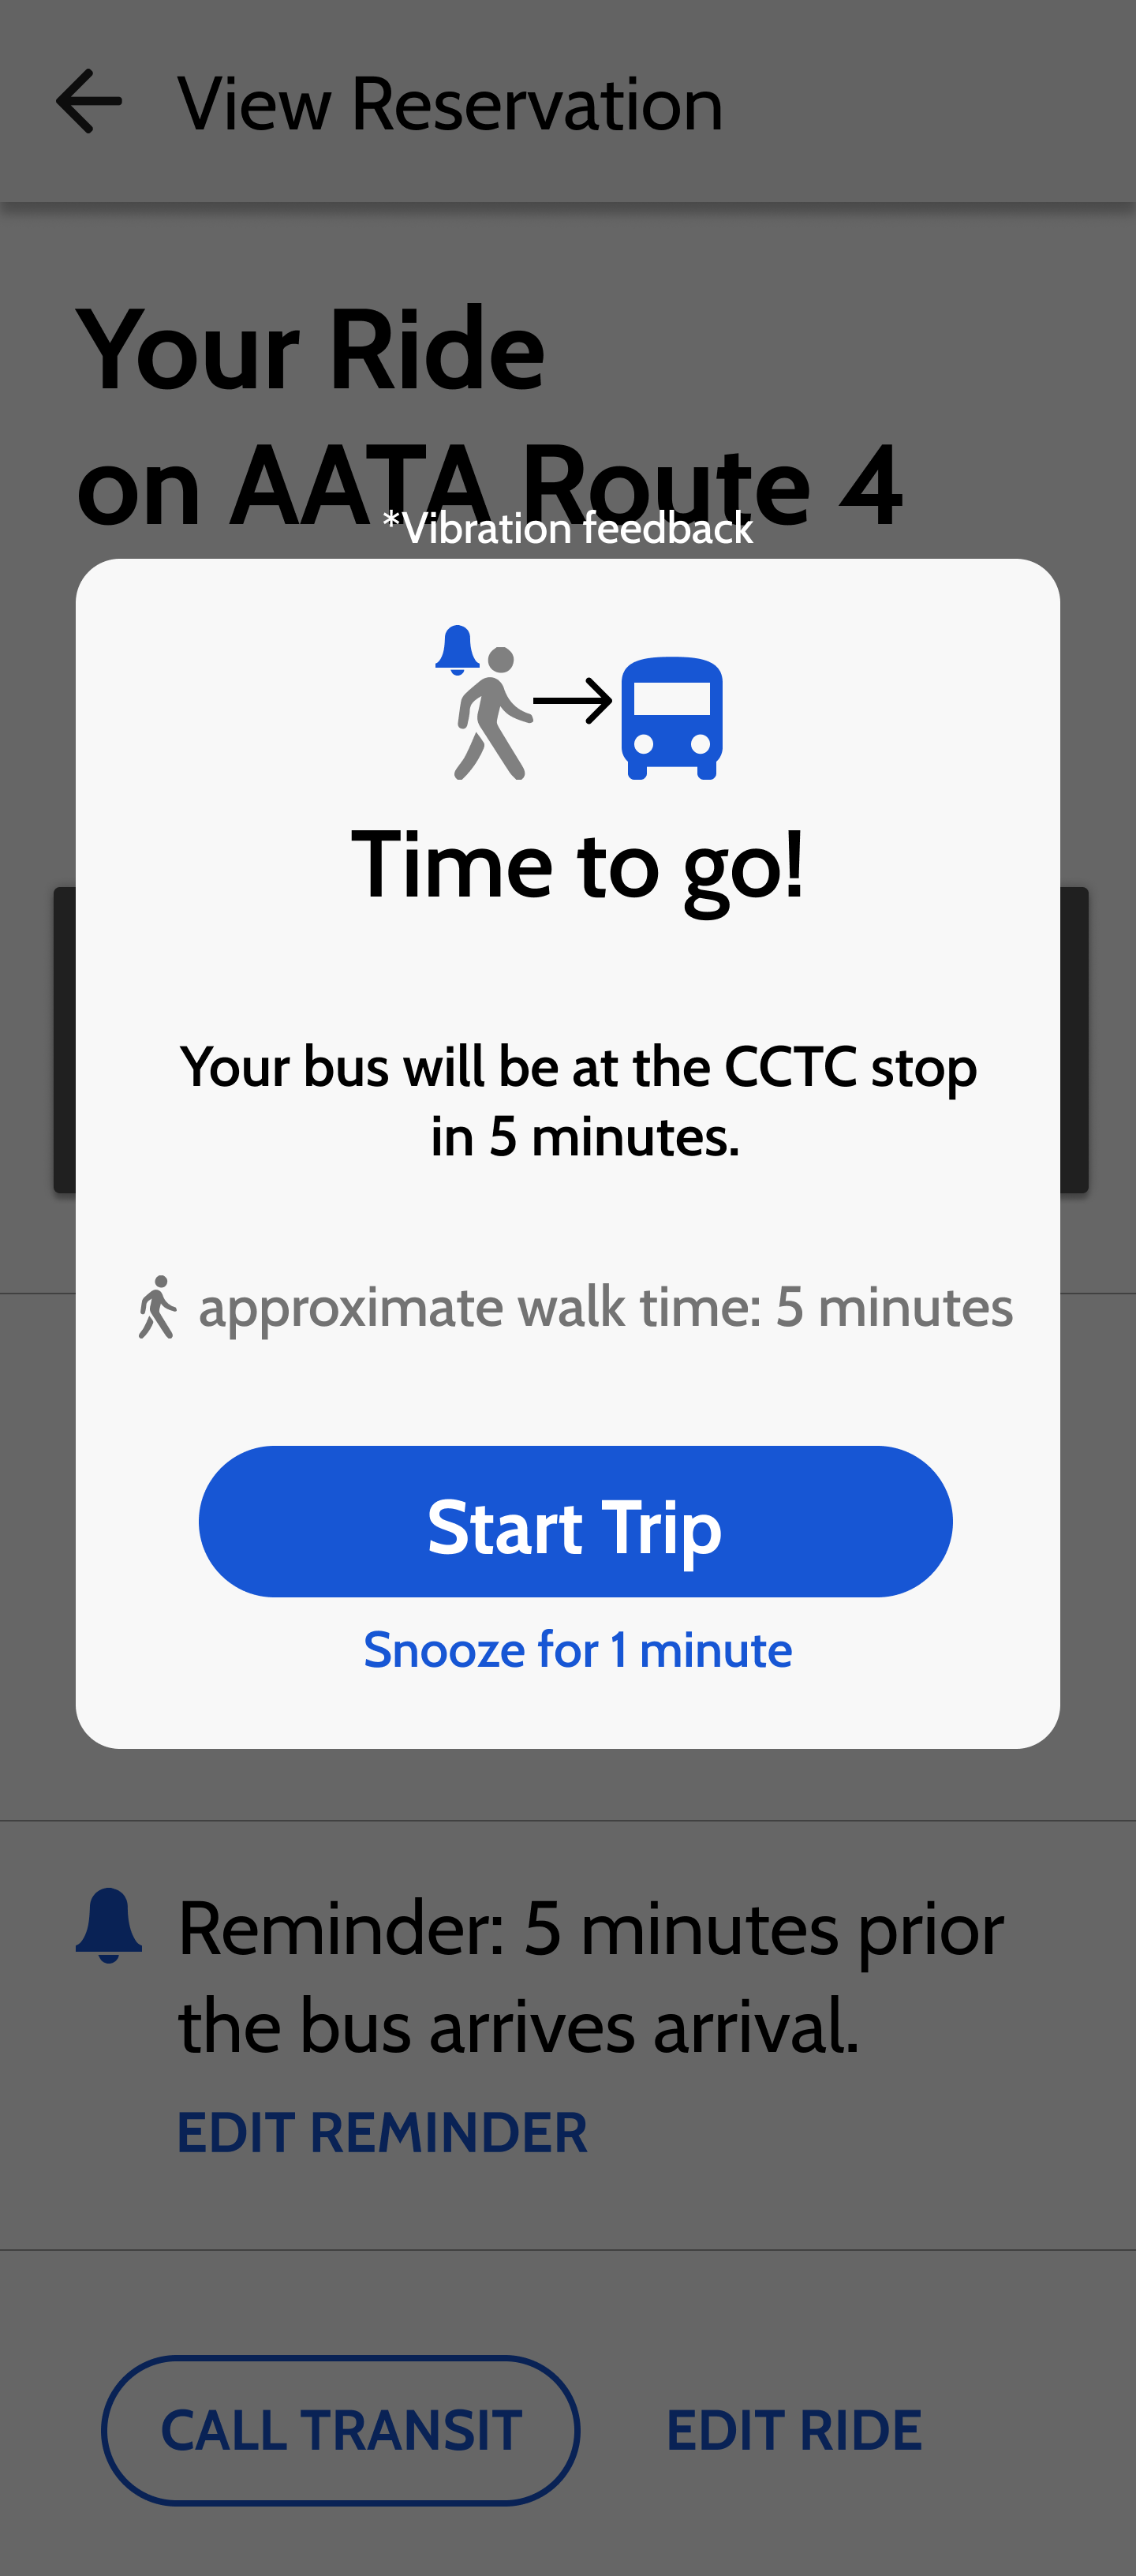 View Reservation
Your Ride
on AATA Route 4
*Vibration feedback
Time to go!
Your bus will be at the CCTC stop
in 5 minutes.
approximate walk time: 5 minutes
Start Trip
Snooze for 1 minute
Reminder: 5 minutes prior
the bus arrives arrival.
EDIT REMINDER
CALL TRANSIT
EDIT RIDE